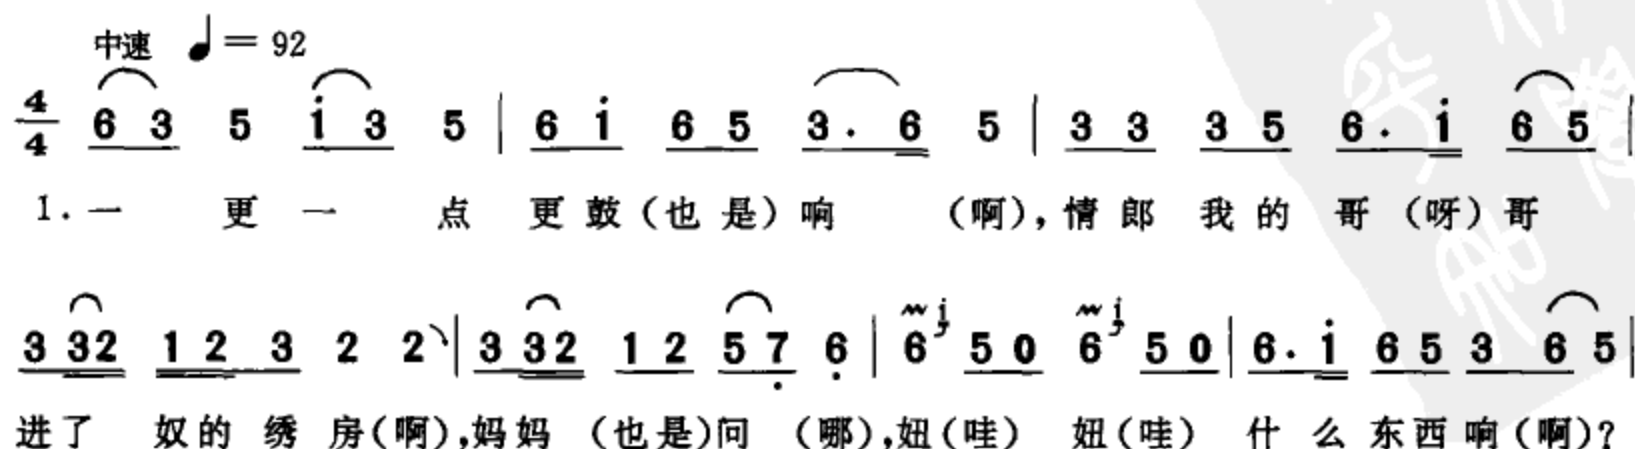 中速 ♩= 92
4/4 6 3 5 i 3 5 | 6 i 6 5 3. 6 5 | 3 3 3 5 6. i 6 5 |
1. 一 更 一 点 更 鼓 (也 是) 响 (啊), 情 郎 我 的 哥 (呀) 哥
3 32 1 2 3 2 2 | 3 32 1 2 5 7 6 | 6 i 5 0 6 i 5 0 | 6. i 6 5 3 6 5 |
进了 奴的 绣 房(啊),妈妈 (也是)问 (哪),妞(哇) 妞(哇) 什 么 东西 响(啊)?